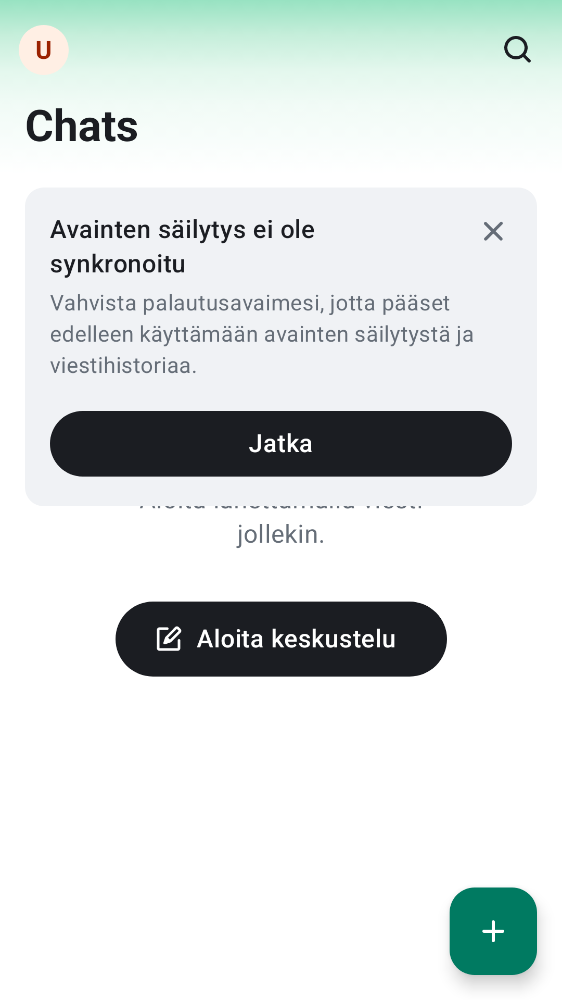 U
Chats
Avainten säilytys ei ole
synkronoitu
Vahvista palautusavaimesi, jotta pääset
edelleen käyttämään avainten säilytystä ja
viestihistoriaa.
Jatka
jollekin.
Aloita keskustelu